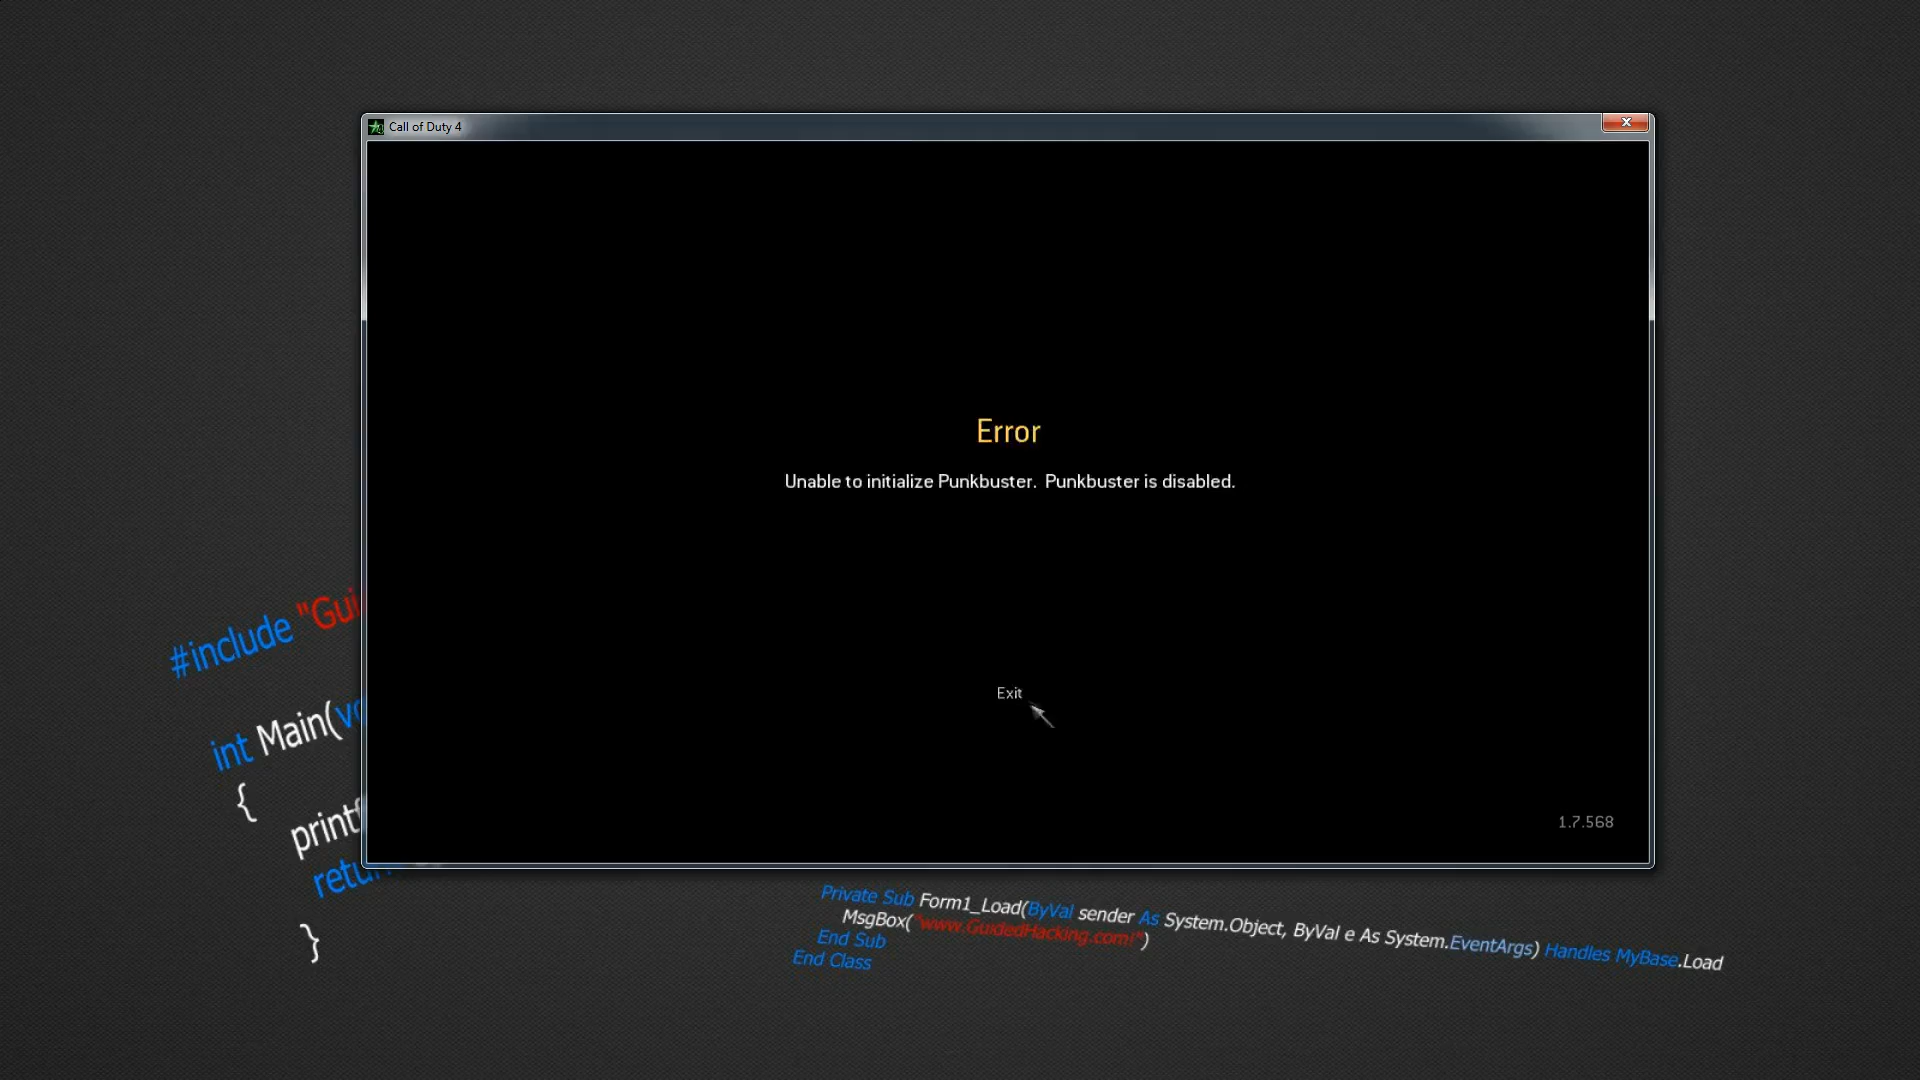 Call of Duty 4
Error
Unable to initialize Punkbuster.  Punkbuster is disabled.
Exit
1.7.568
#include "Gui
int Main(vo
{
printf
return
}
Private Sub Form1_Load(ByVal sender As System.Object, ByVal e As System.EventArgs) Handles MyBase.Load
MsgBox("www.GuidedHacking.com!")
End Sub
End Class